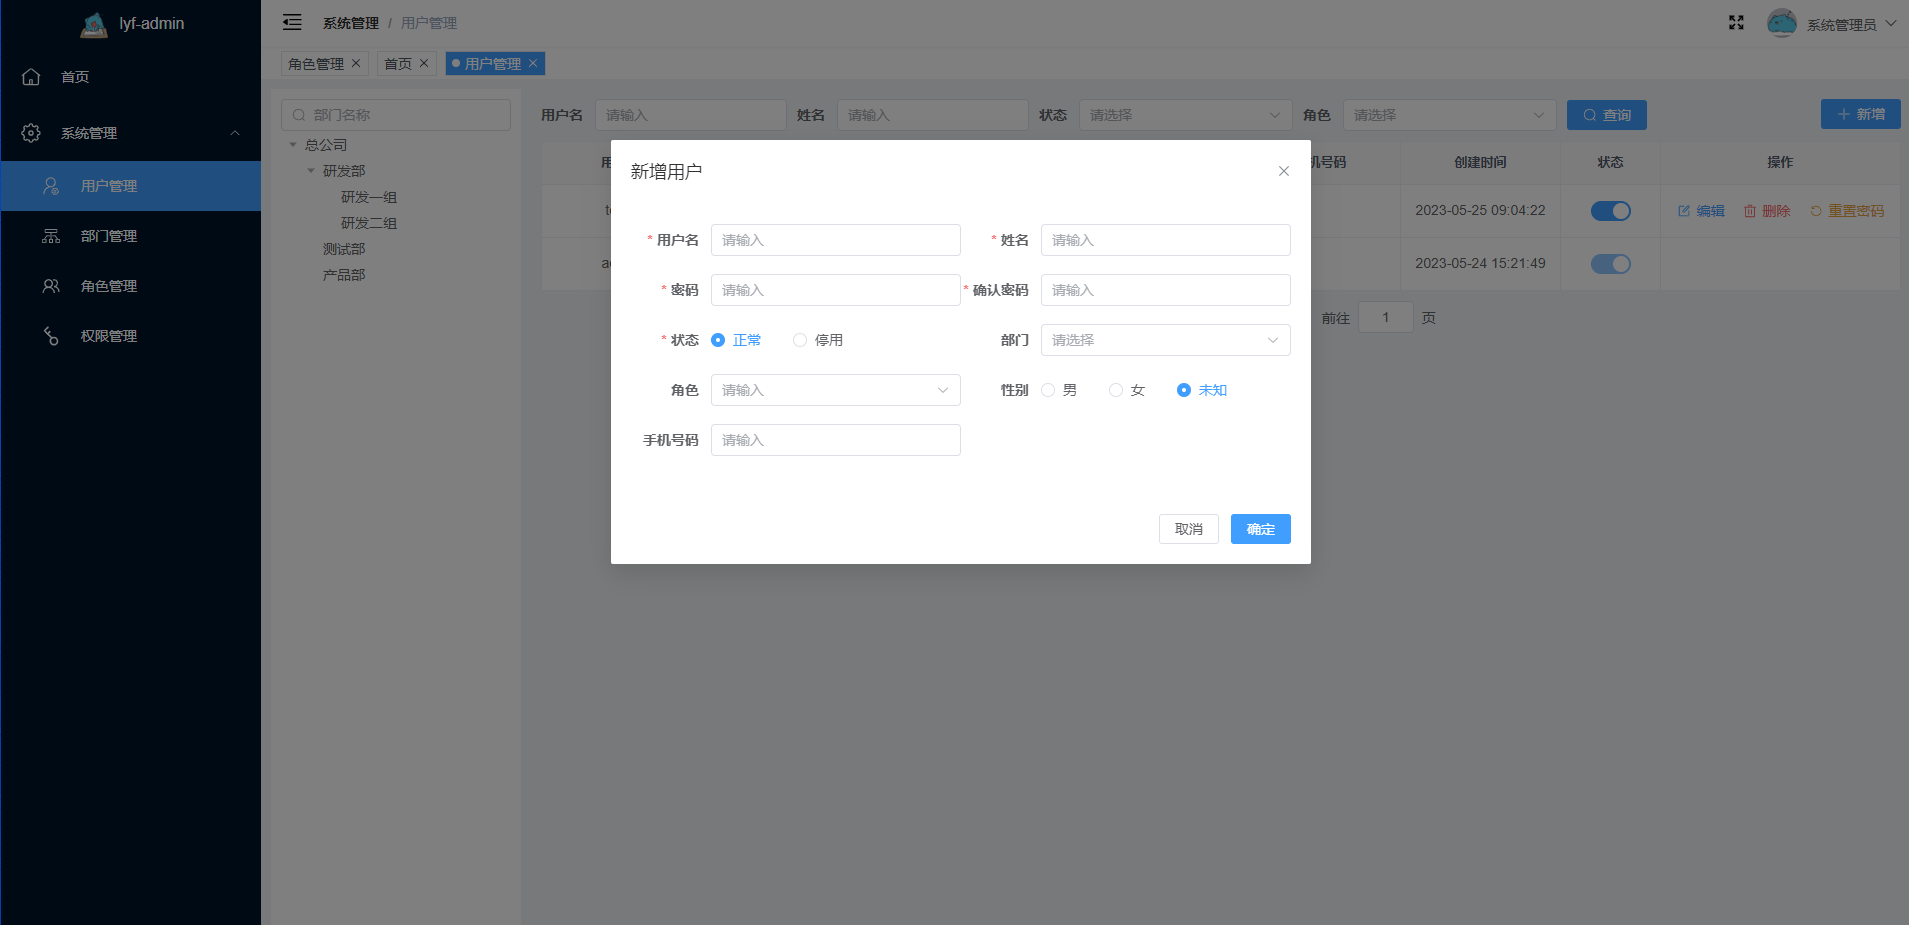 lyf-admin
首页
系统管理
用户管理
部门管理
角色管理
权限管理
系统管理 / 用户管理
系统管理员
角色管理 首页 用户管理
部门名称
总公司
研发部
研发一组
研发二组
测试部
产品部
用户名 请输入 姓名 请输入 状态 请选择 角色 请选择 查询 新增
机号码 创建时间 状态 操作
2023-05-25 09:04:22 编辑 删除 重置密码
2023-05-24 15:21:49
前往 1 页
新增用户
* 用户名 请输入 * 姓名 请输入
* 密码 请输入 * 确认密码 请输入
* 状态 正常 停用 部门 请选择
角色 请输入 性别 男 女 未知
手机号码 请输入
取消 确定